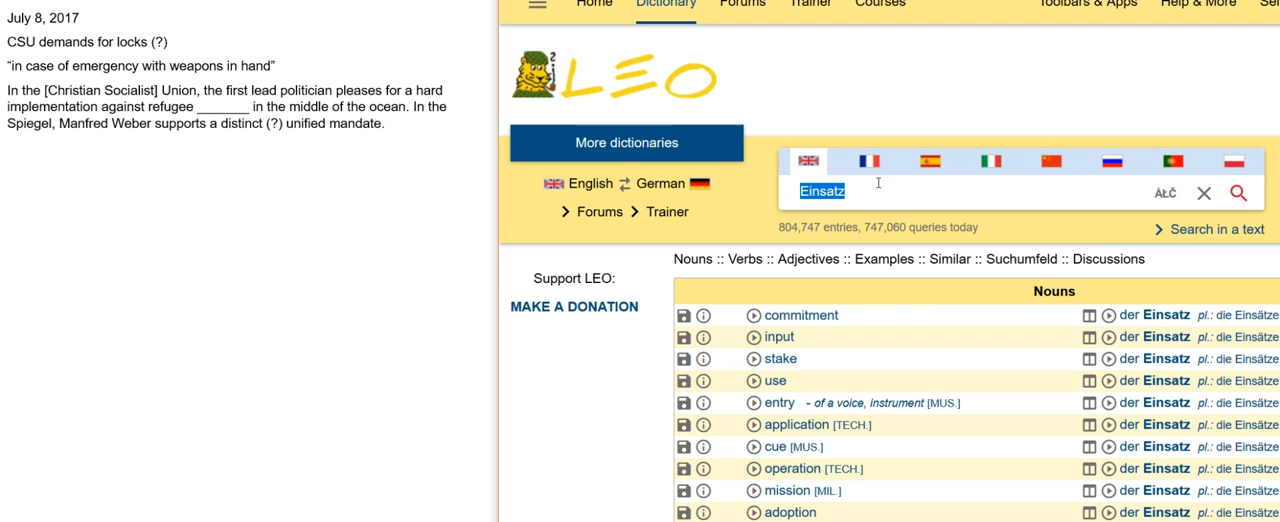 July 8, 2017
CSU demands for locks (?)
“in case of emergency with weapons in hand”
In the [Christian Socialist] Union, the first lead politician pleases for a hard
implementation against refugee _______ in the middle of the ocean. In the
Spiegel, Manfred Weber supports a distinct (?) unified mandate.
Home Dictionary Forums Trainer Courses Toolbars & Apps Help & More
LEO
More dictionaries
English German
Forums Trainer
Einsatz
ÄŁČ
804,747 entries, 747,060 queries today
Search in a text
Support LEO:
MAKE A DONATION
Nouns :: Verbs :: Adjectives :: Examples :: Similar :: Suchumfeld :: Discussions
Nouns
commitment der Einsatz pl.: die Einsätze
input der Einsatz pl.: die Einsätze
stake der Einsatz pl.: die Einsätze
use der Einsatz pl.: die Einsätze
entry - of a voice, instrument [MUS.] der Einsatz pl.: die Einsätze
application [TECH.] der Einsatz pl.: die Einsätze
cue [MUS.] der Einsatz pl.: die Einsätze
operation [TECH.] der Einsatz pl.: die Einsätze
mission [MIL.] der Einsatz pl.: die Einsätze
adoption der Einsatz pl.: die Einsätze